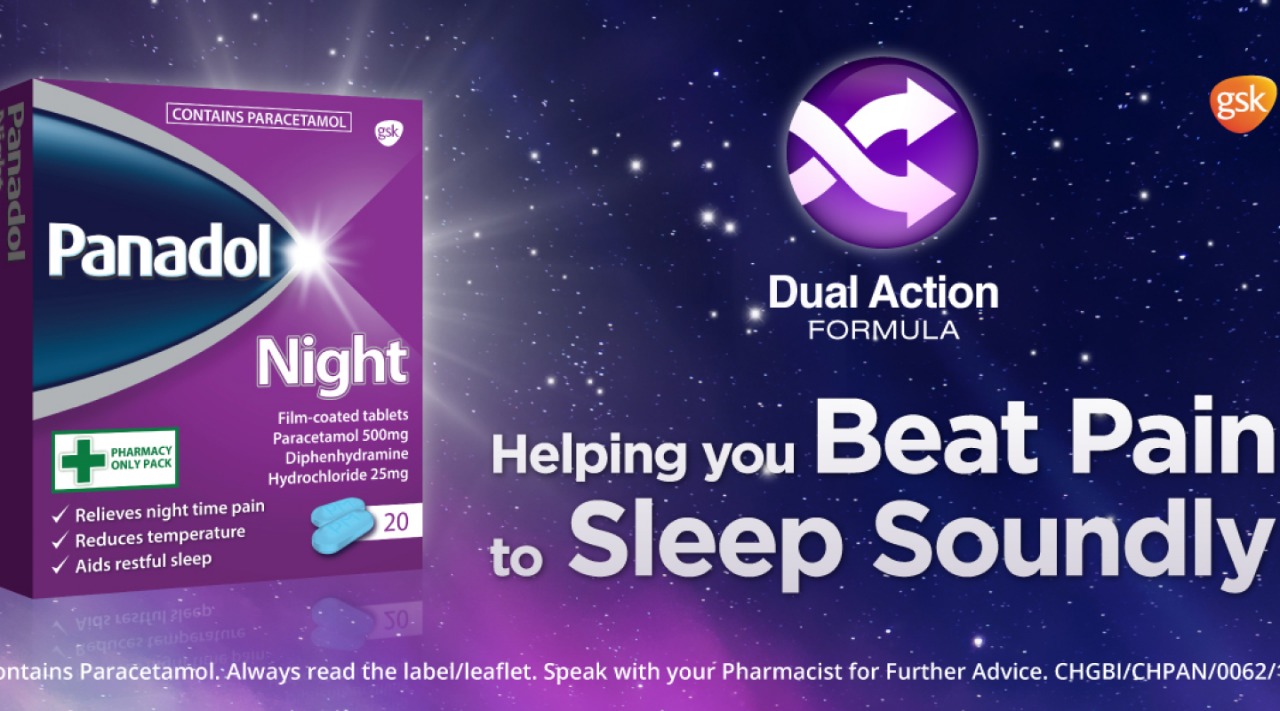 Panadol
CONTAINS PARACETAMOL
gsk
Panadol
Night
Film-coated tablets
Paracetamol 500mg
Diphenhydramine
Hydrochloride 25mg
PHARMACY
ONLY PACK
✓ Relieves night time pain
✓ Reduces temperature
✓ Aids restful sleep
20
gsk
Dual Action
FORMULA
Helping you Beat Pain
to Sleep Soundly
ontains Paracetamol. Always read the label/leaflet. Speak with your Pharmacist for Further Advice. CHGBI/CHPAN/0062/